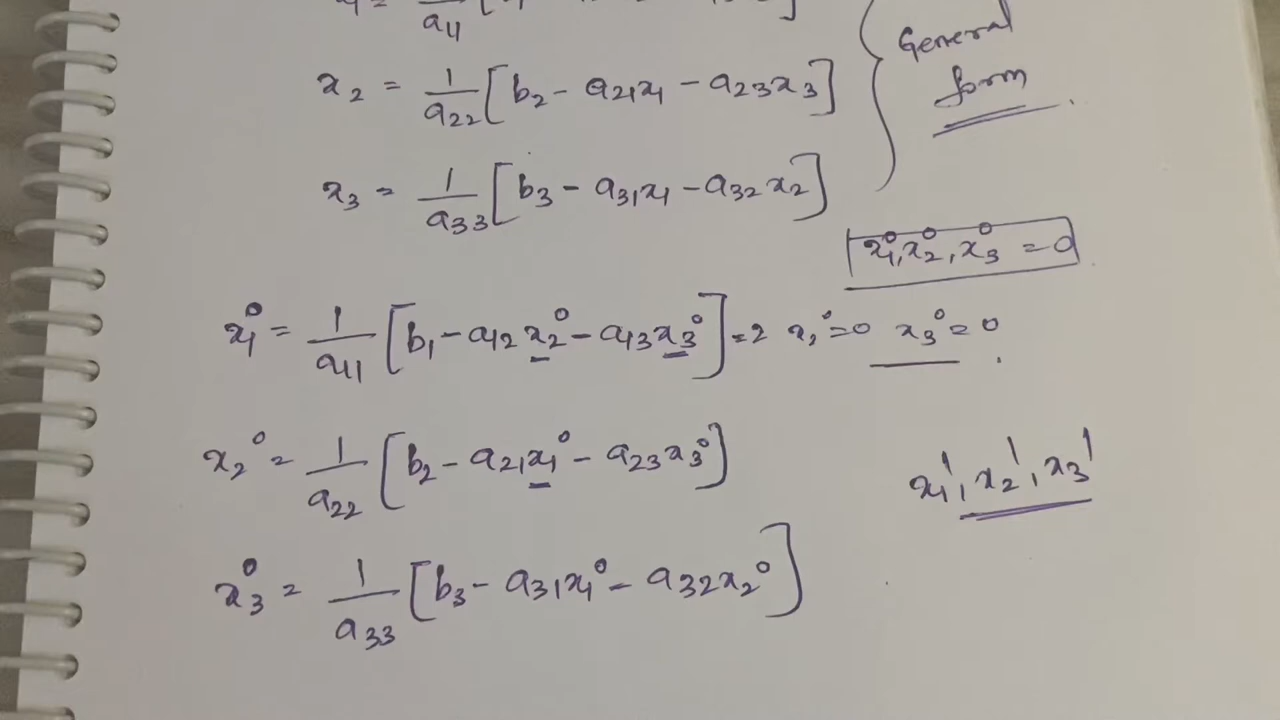 a₁₁
x₂ = 1/a₂₂ [b₂ - a₂₁x₁ - a₂₃x₃]
General form
x₃ = 1/a₃₃ [b₃ - a₃₁x₁ - a₃₂x₂]
x₁⁰, x₂⁰, x₃⁰ = 0
x₁⁰ = 1/a₁₁ [b₁ - a₁₂x₂⁰ - a₁₃x₃⁰] = 2 x₂⁰ = 0 x₃⁰ = 0
x₂⁰ = 1/a₂₂ [b₂ - a₂₁x₁⁰ - a₂₃x₃⁰]
x₁¹, x₂¹, x₃¹
x₃⁰ = 1/a₃₃ [b₃ - a₃₁x₁⁰ - a₃₂x₂⁰]